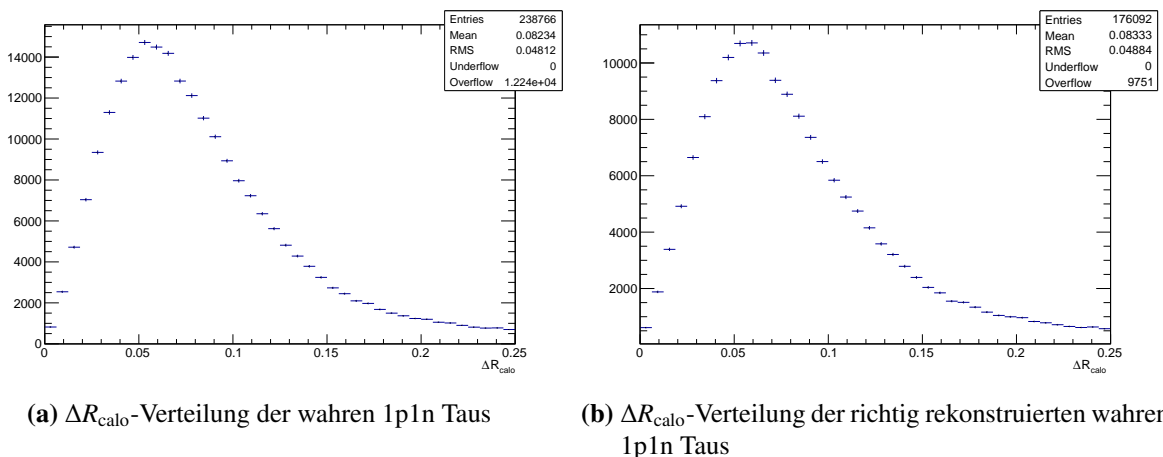 Entries 238766
Mean 0.08234
RMS 0.04812
Underflow 0
Overflow 1.224e+04
14000
12000
10000
8000
6000
4000
2000
0
0 0.05 0.1 0.15 0.2 0.25
ΔR_calo
(a) ΔR_calo-Verteilung der wahren 1p1n Taus
Entries 176092
Mean 0.08333
RMS 0.04884
Underflow 0
Overflow 9751
10000
8000
6000
4000
2000
0 0.05 0.1 0.15 0.2 0.25
ΔR_calo
(b) ΔR_calo-Verteilung der richtig rekonstruierten wahren
1p1n Taus